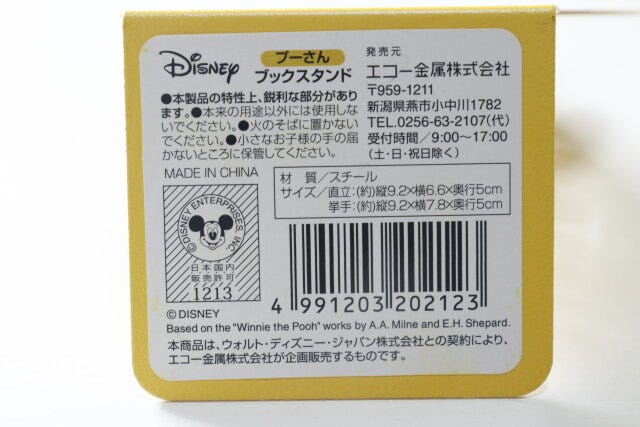 Disney
プーさん
ブックスタンド
●本製品の特性上、鋭利な部分があり
ます。●本来の用途以外には使用しな
いでください。●火のそばに置かない
でください。●小さなお子様の手の届
かないところに保管してください。
発売元
エコー金属株式会社
〒959-1211
新潟県燕市小中川1782
TEL.0256-63-2107(代)
受付時間／9:00〜17:00
(土・日・祝日除く)
MADE IN CHINA
材 質／スチール
サイズ／直立:(約)縦9.2×横6.6×奥行5cm
挙手:(約)縦9.2×横7.8×奥行5cm
©DISNEY ENTERPRISES, INC.
日本国内
販売許可
1213
4 991203 202123
©DISNEY
Based on the "Winnie the Pooh" works by A.A. Milne and E.H. Shepard.
本商品は、ウォルト・ディズニー・ジャパン株式会社との契約により、
エコー金属株式会社が企画販売するものです。